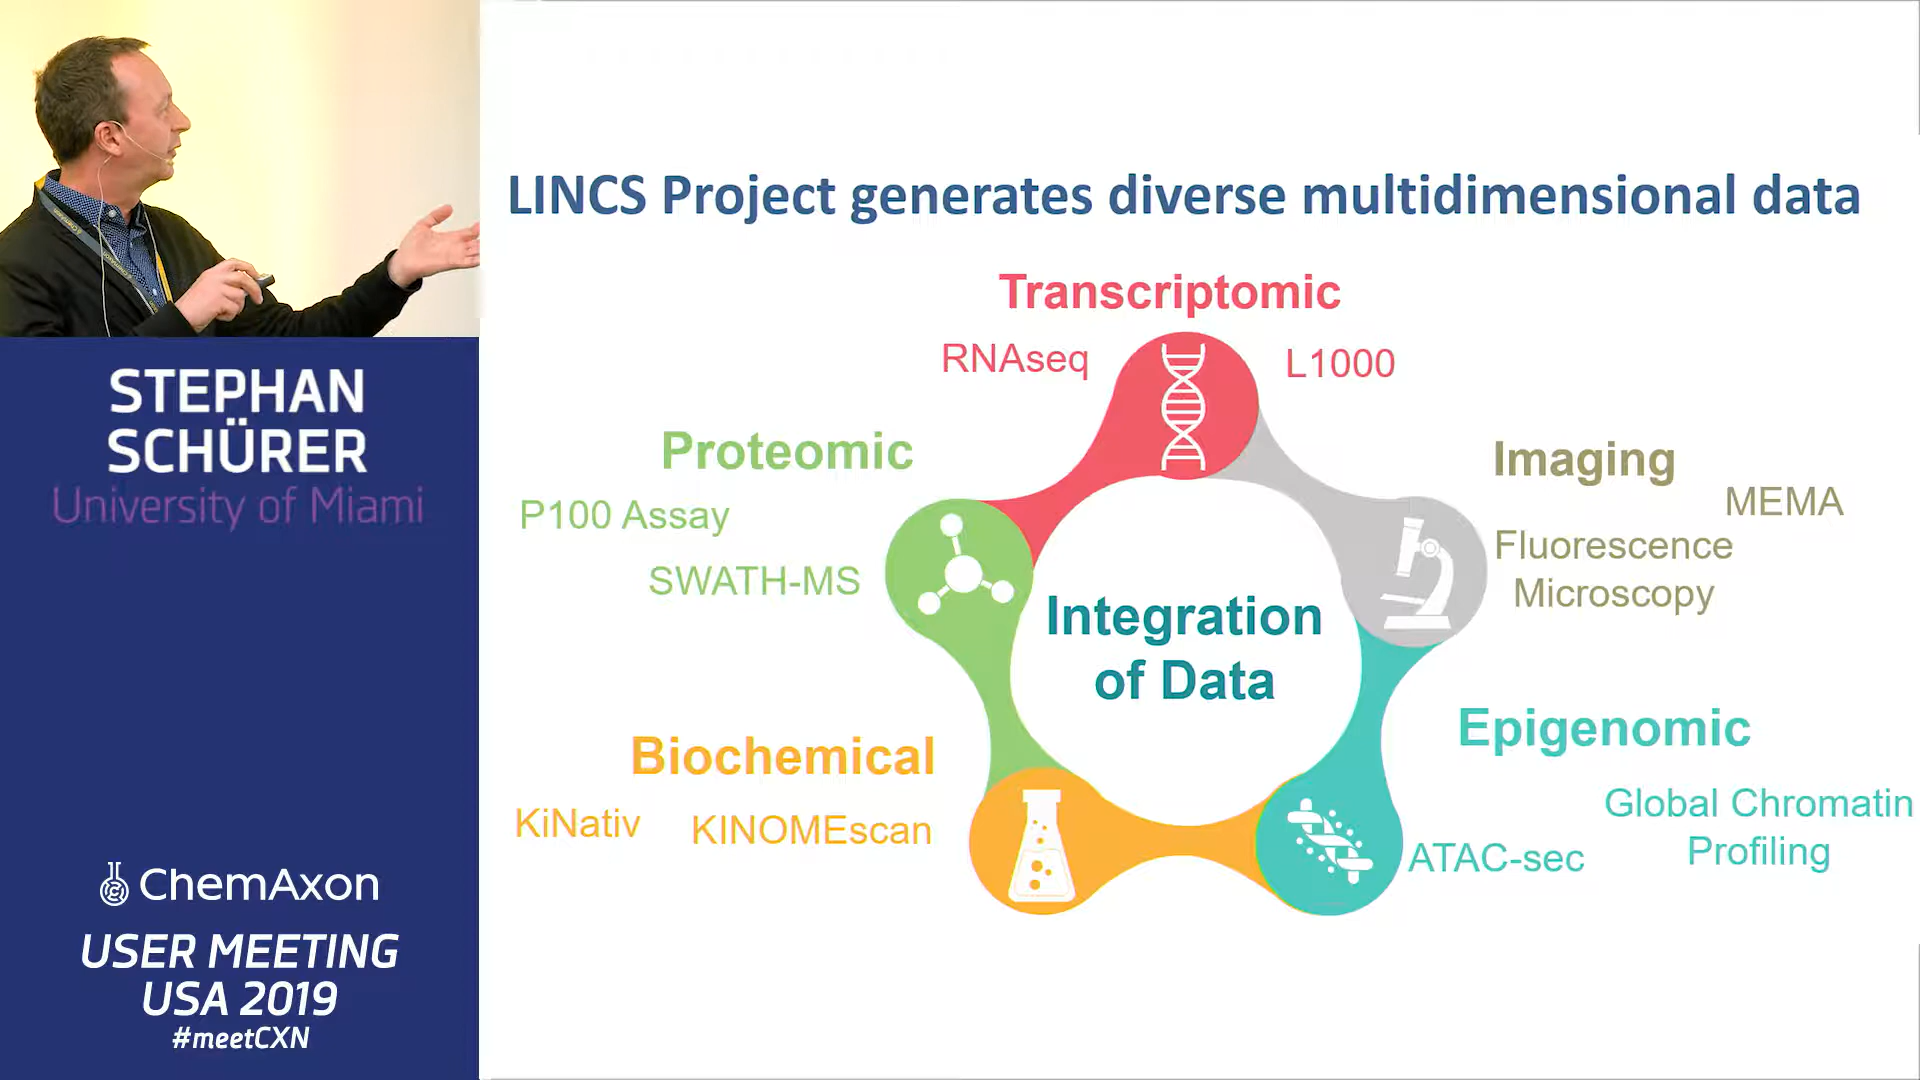 LINCS Project generates diverse multidimensional data
Transcriptomic
RNAseq
L1000
Proteomic
P100 Assay
SWATH-MS
Imaging
MEMA
Fluorescence
Microscopy
Integration
of Data
Biochemical
KiNativ
KINOMEscan
Epigenomic
Global Chromatin
Profiling
ATAC-sec
STEPHAN
SCHÜRER
University of Miami
ChemAxon
USER MEETING
USA 2019
#meetCXN